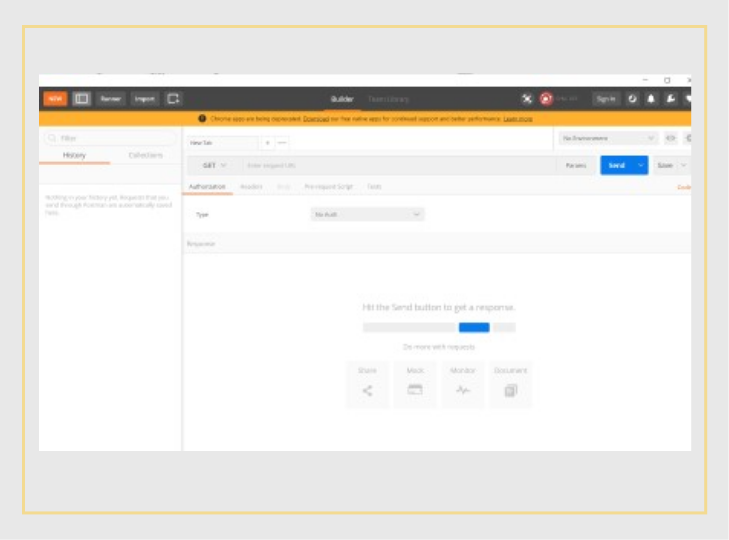 NEW Runner Import Builder Team Library Sign In
Chrome apps are being deprecated. Download our free native apps for continued support and better performance. Learn more
Filter
History Collections
Nothing in your history yet. Requests that you
send through Postman are automatically saved
here.
New Tab No Environment
GET Enter request URL Params Send Save
Authorization Headers Body Pre-request Script Tests
Type No Auth
Response
Hit the Send button to get a response.
Do more with requests
Share Mock Monitor Document